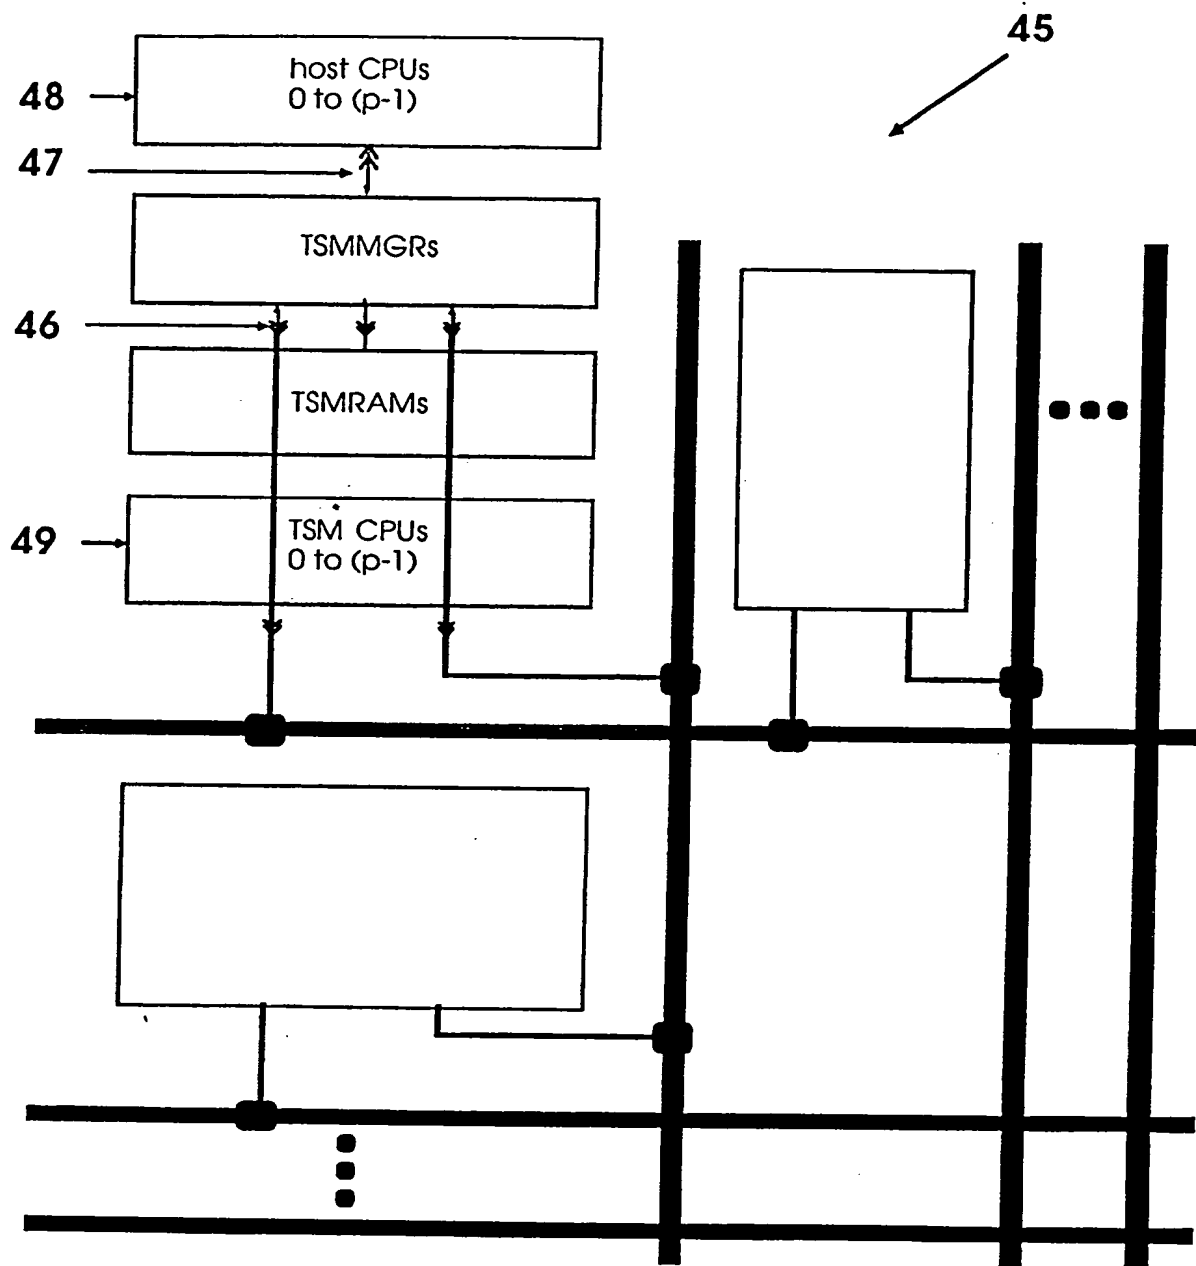 45
48
host CPUs
0 to (p-1)
47
TSMMGRs
46
TSMRAMs
49
TSM CPUs
0 to (p-1)